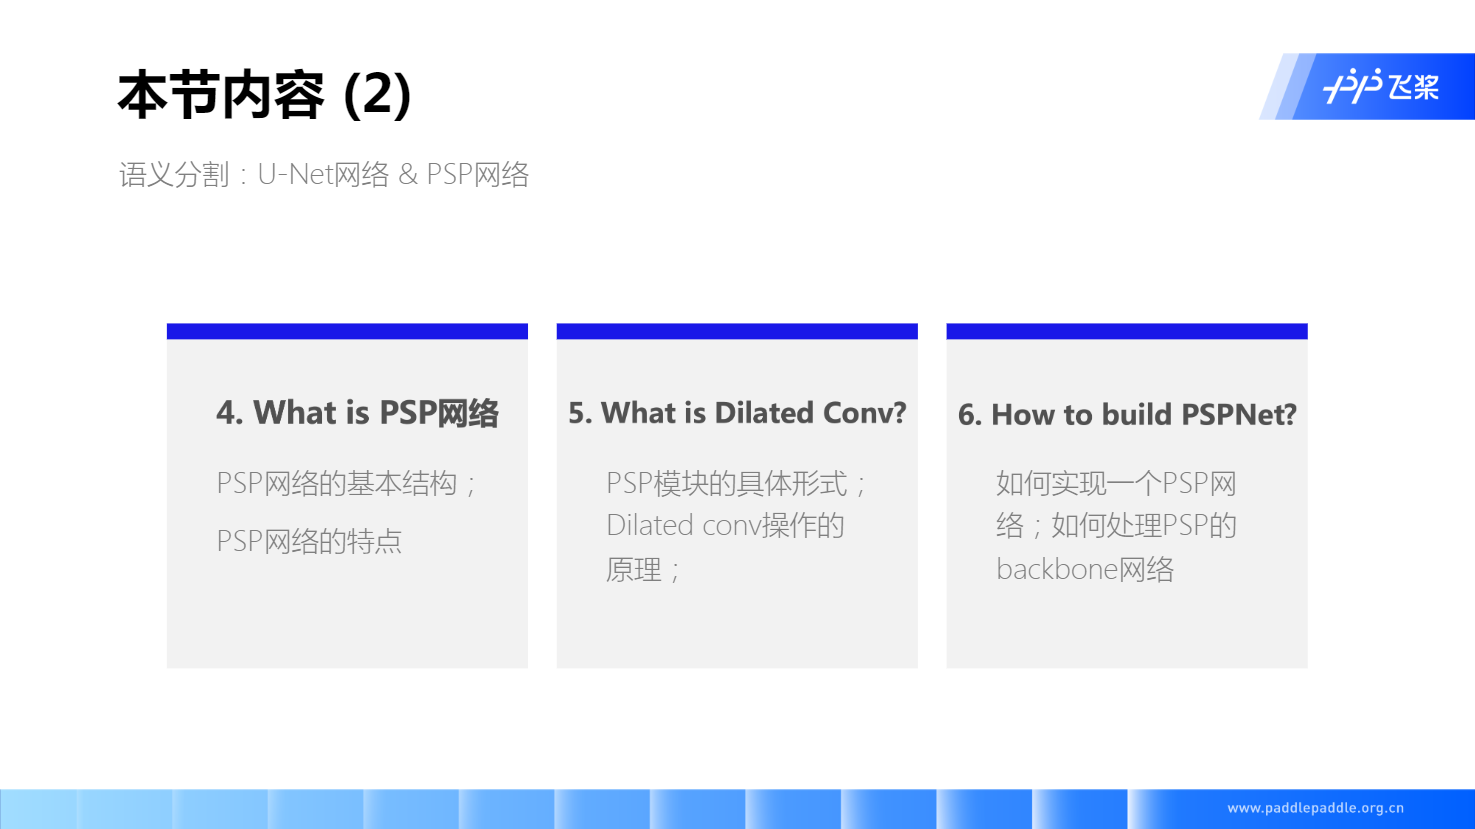 本节内容 (2)
飞桨
语义分割：U-Net网络 & PSP网络
4. What is PSP网络
PSP网络的基本结构；
PSP网络的特点
5. What is Dilated Conv?
PSP模块的具体形式；
Dilated conv操作的
原理；
6. How to build PSPNet?
如何实现一个PSP网
络；如何处理PSP的
backbone网络
www.paddlepaddle.org.cn